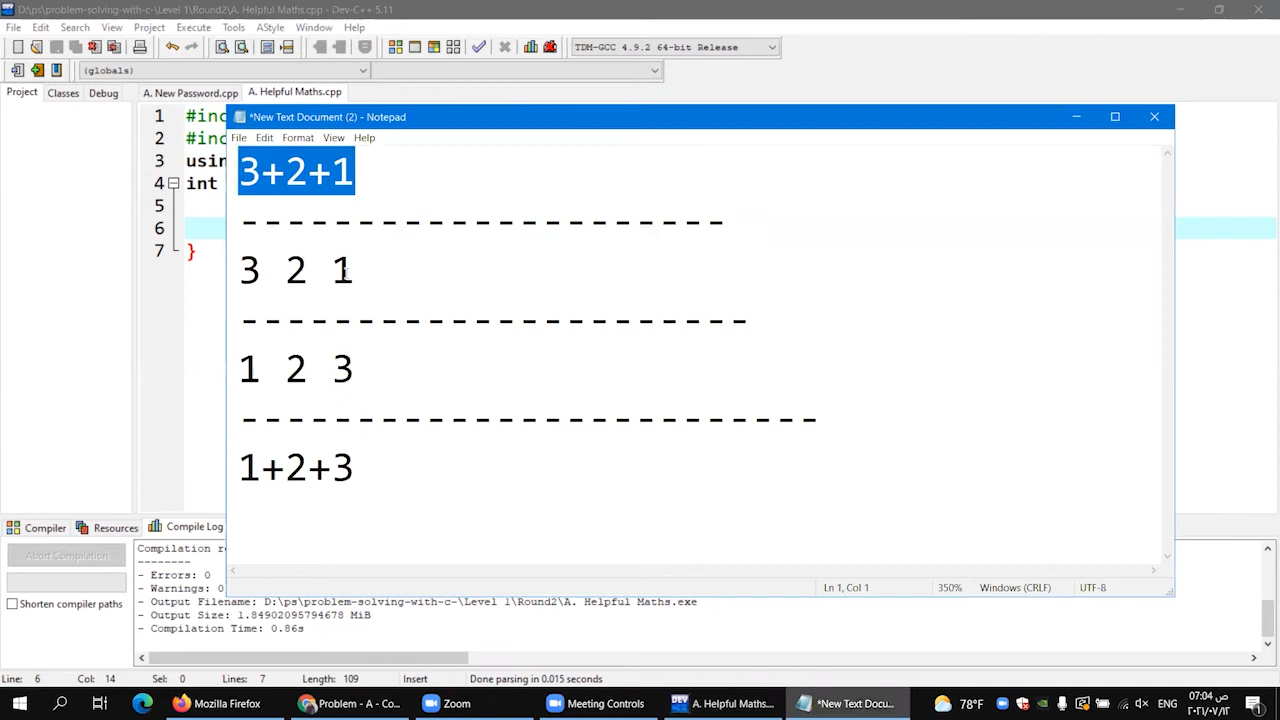 D:\ps\problem-solving-with-c-\Level 1\Round2\A. Helpful Maths.cpp - Dev-C++ 5.11
File Edit Search View Project Execute Tools AStyle Window Help
TDM-GCC 4.9.2 64-bit Release
(globals)
Project Classes Debug A. New Password.cpp A. Helpful Maths.cpp
*New Text Document (2) - Notepad
File Edit Format View Help
1 #inc
2 #inc
3 usin
4 int
5
6
7 }
3+2+1
---------------------
3 2 1
----------------------
1 2 3
-------------------------
1+2+3
Ln 1, Col 1 350% Windows (CRLF) UTF-8
Compiler Resources Compile Log
Abort Compilation
Shorten compiler paths
Compilation re
--------
- Errors: 0
- Warnings: 0
- Output Filename: D:\ps\problem-solving-with-c-\Level 1\Round2\A. Helpful Maths.exe
- Output Size: 1.84902095794678 MiB
- Compilation Time: 0.86s
Line: 6 Col: 14 Sel: 0 Lines: 7 Length: 109 Insert Done parsing in 0.015 seconds
Mozilla Firefox Problem - A - Co... Zoom Meeting Controls A. Helpful Maths.... *New Text Docu...
78°F
07:04 ص